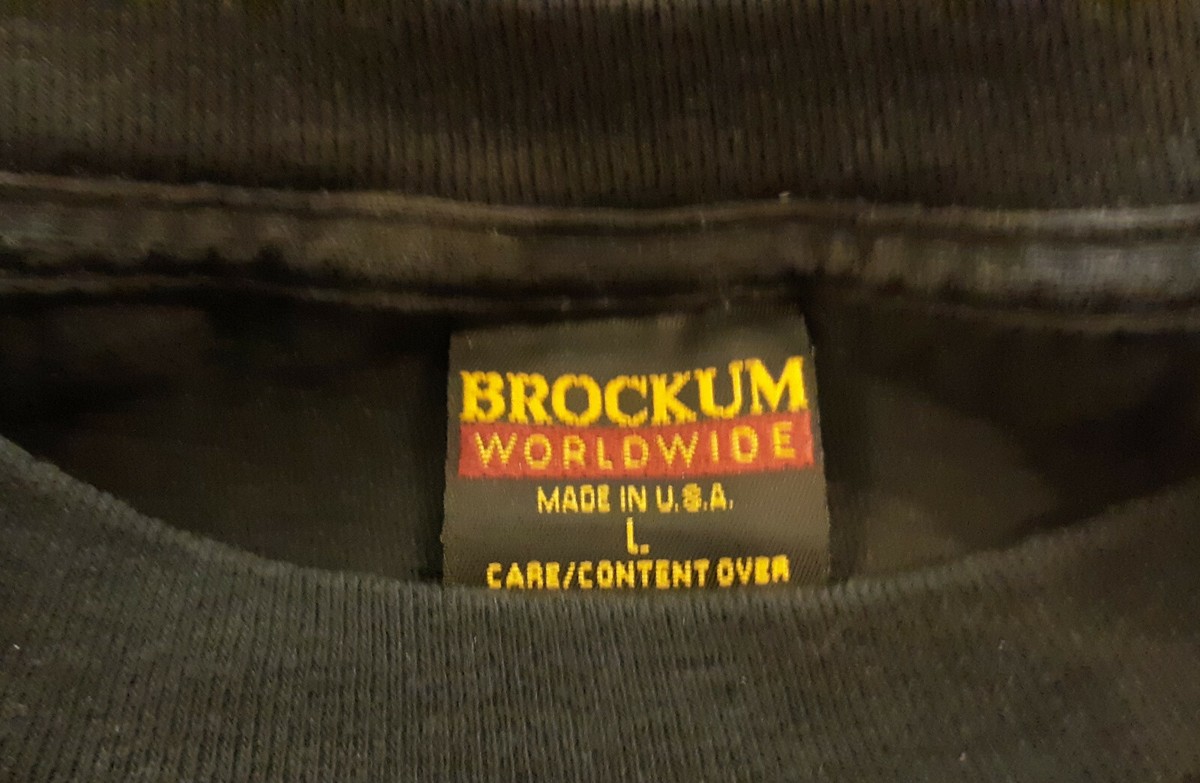 BROCKUM
WORLDWIDE
MADE IN U.S.A.
L.
CARE/CONTENT OVER